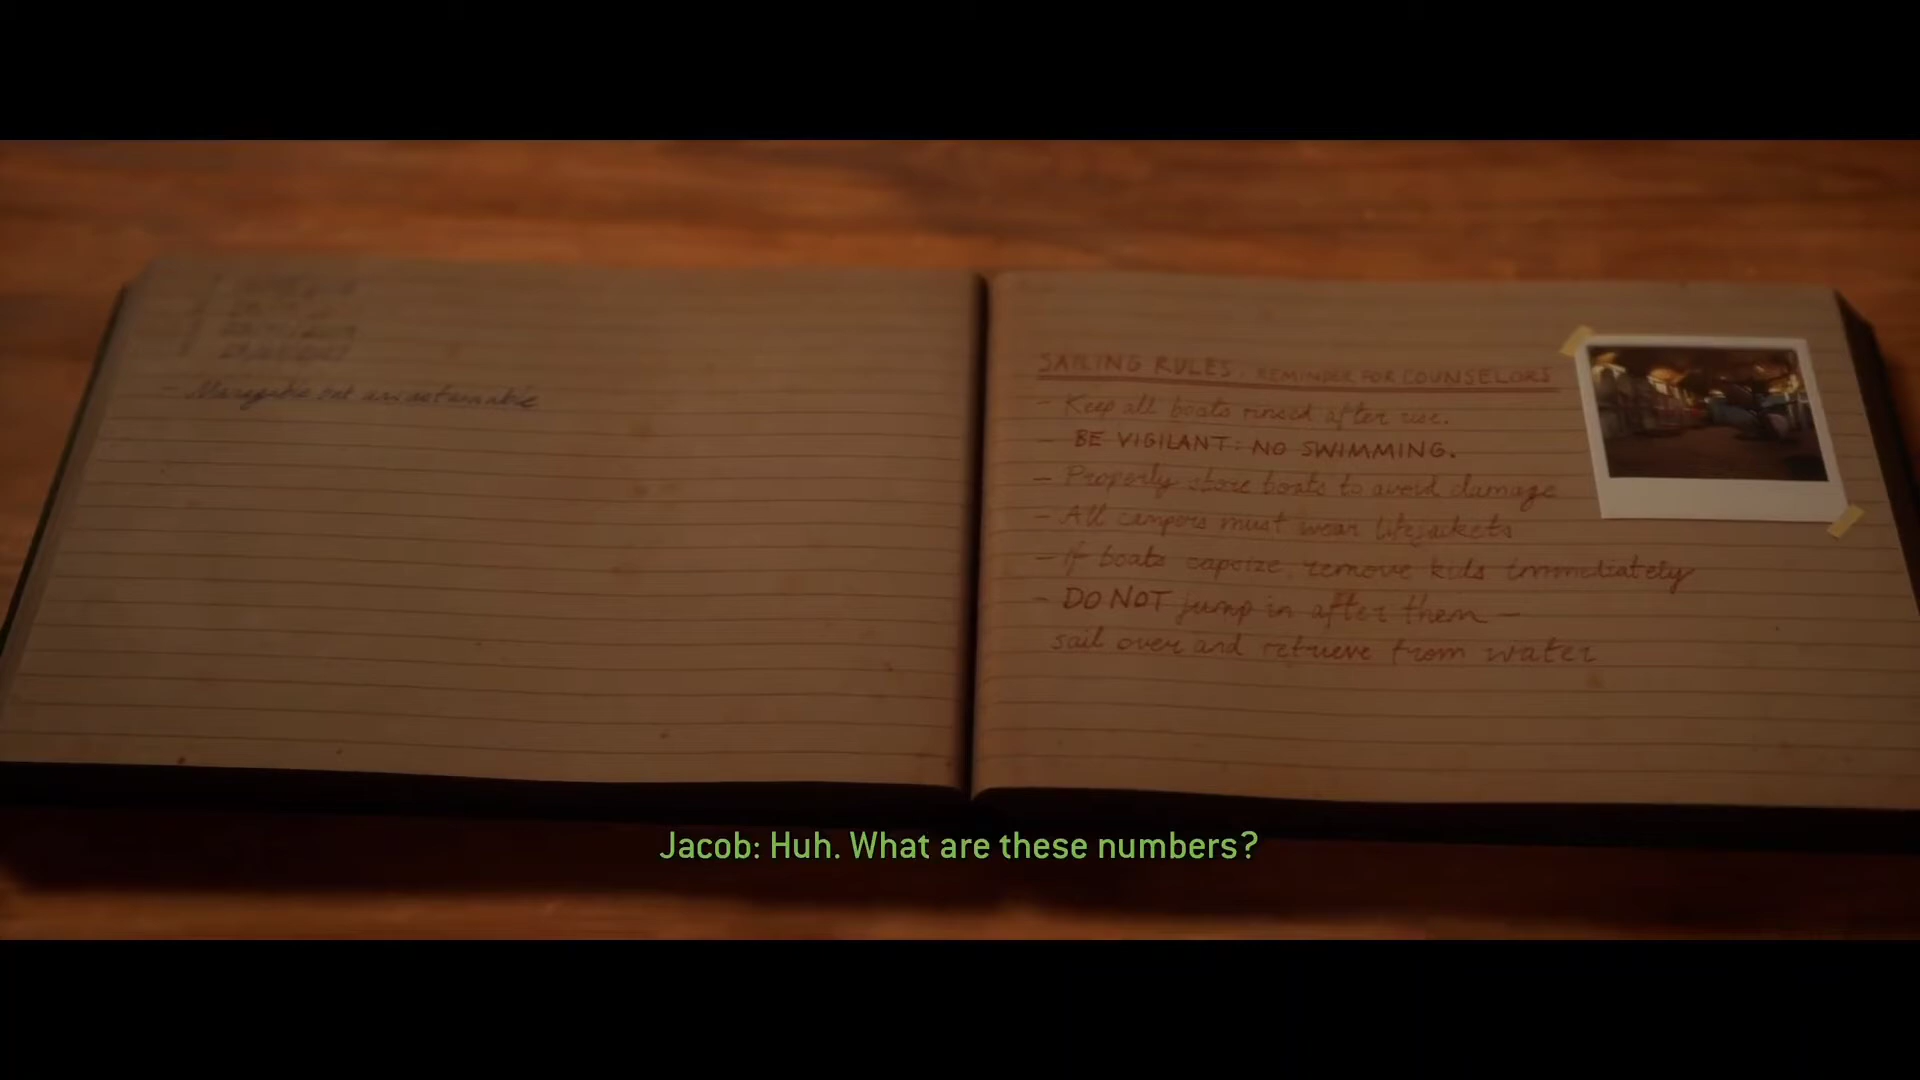 SAILING RULES. REMINDER FOR COUNSELORS
- Keep all boats rinsed after use.
- BE VIGILANT: NO SWIMMING.
- Properly store boats to avoid damage
- All campers must wear lifejackets
- If boats capsize, remove kids immediately
- DO NOT jump in after them -
sail over and retrieve from water
Jacob: Huh. What are these numbers?